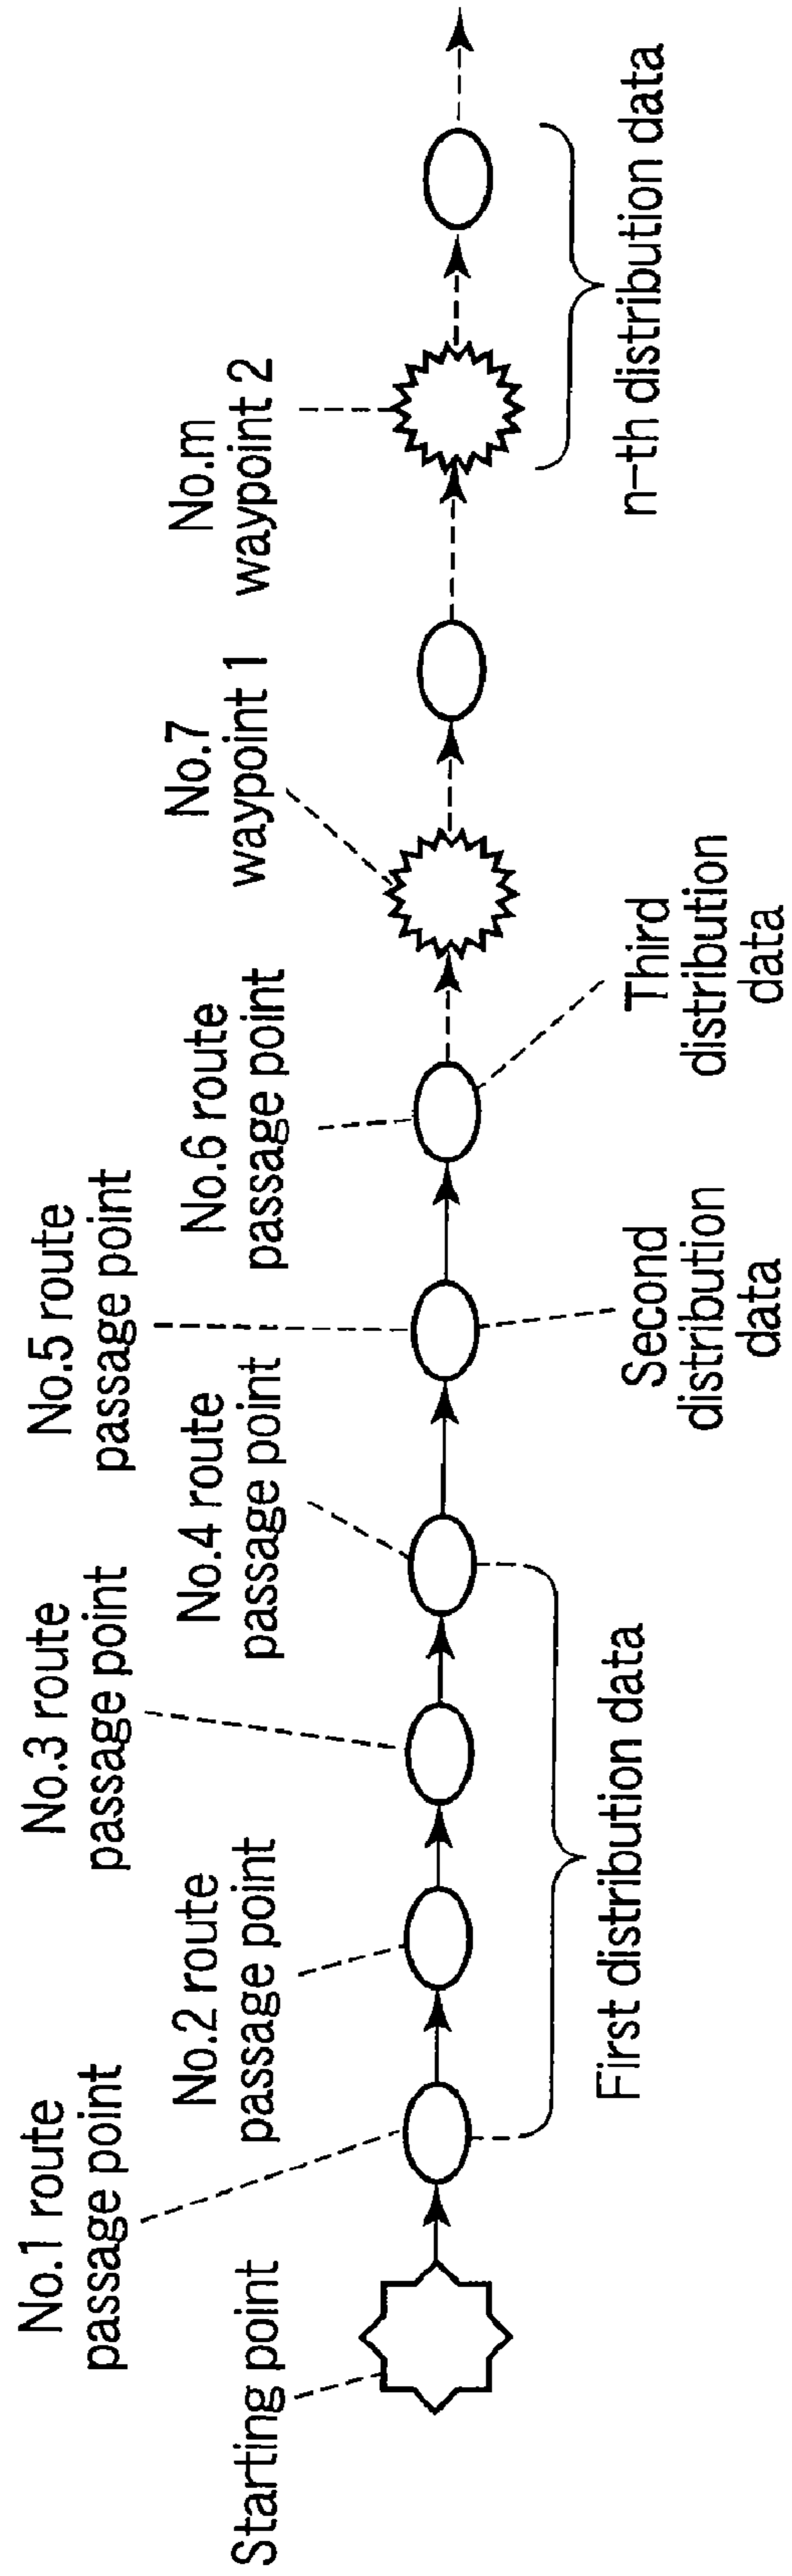 Starting point
No.1 route
passage point
No.2 route
passage point
No.3 route
passage point
No.4 route
passage point
No.5 route
passage point
No.6 route
passage point
No.7
waypoint 1
No.m
waypoint 2
First distribution data
Second
distribution
data
Third
distribution
data
n-th distribution data